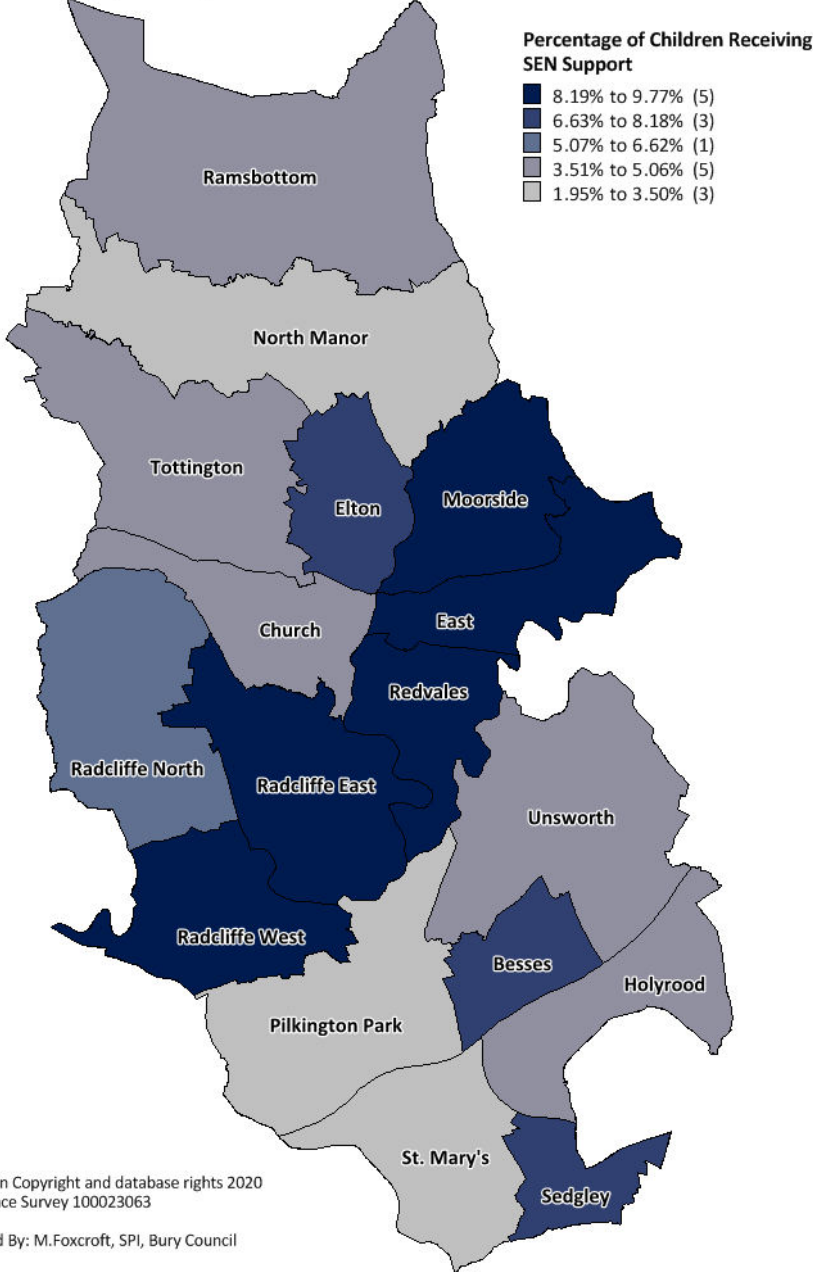 Percentage of Children Receiving
SEN Support
8.19% to 9.77% (5)
6.63% to 8.18% (3)
5.07% to 6.62% (1)
3.51% to 5.06% (5)
1.95% to 3.50% (3)
Ramsbottom
North Manor
Tottington
Elton
Moorside
Church
East
Redvales
Radcliffe North
Radcliffe East
Unsworth
Radcliffe West
Besses
Holyrood
Pilkington Park
St. Mary's
Sedgley
n Copyright and database rights 2020
ce Survey 100023063
d By: M.Foxcroft, SPI, Bury Council